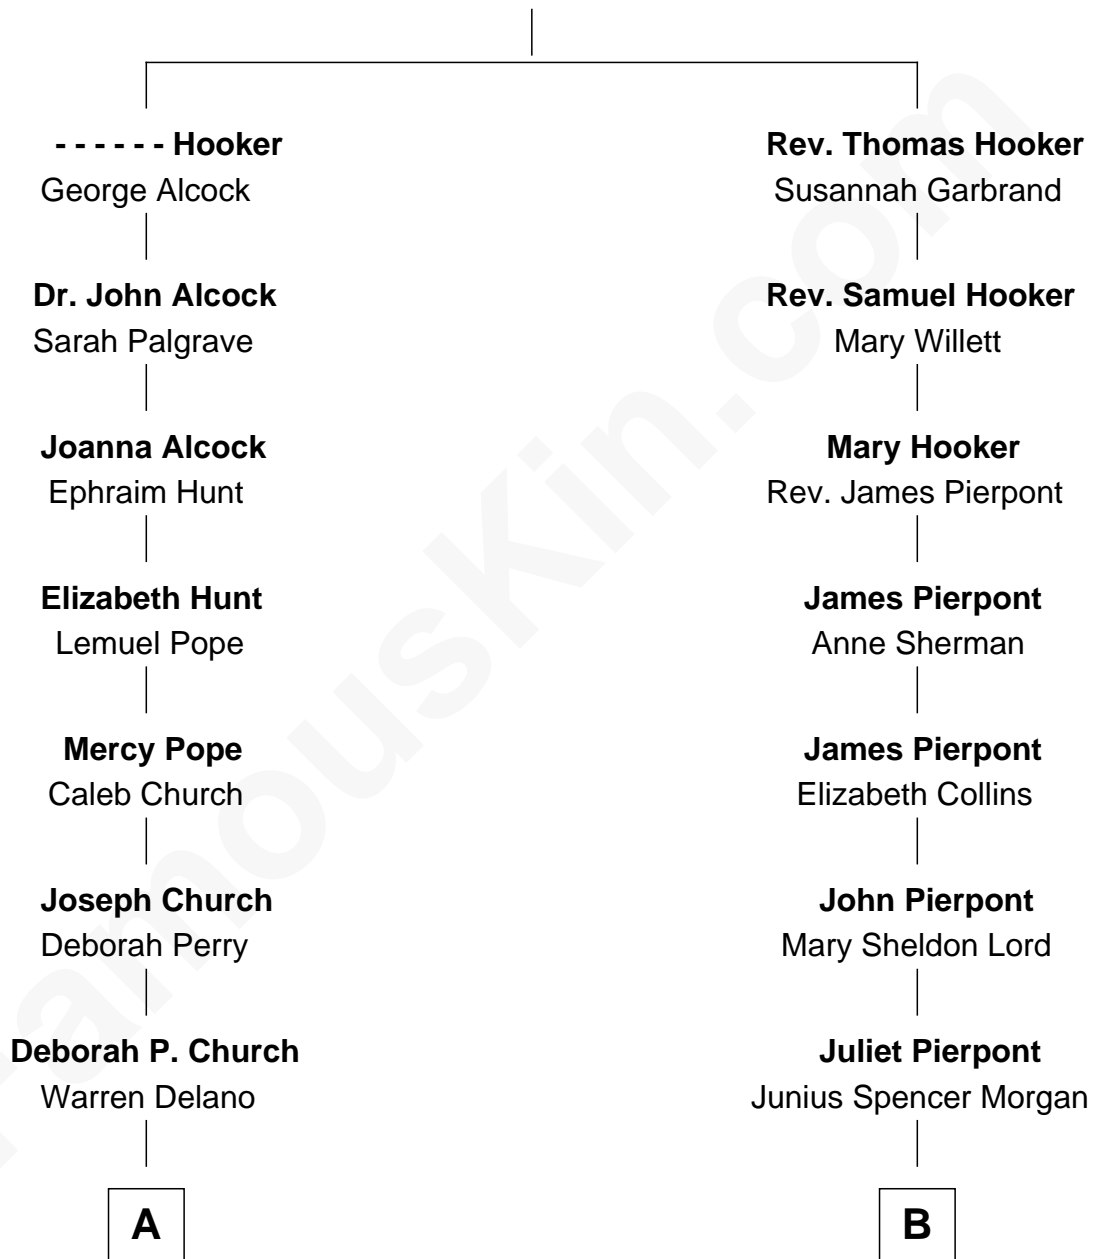 - - - - - - Hooker
George Alcock
Rev. Thomas Hooker
Susannah Garbrand
Dr. John Alcock
Sarah Palgrave
Rev. Samuel Hooker
Mary Willett
Joanna Alcock
Ephraim Hunt
Mary Hooker
Rev. James Pierpont
Elizabeth Hunt
Lemuel Pope
James Pierpont
Anne Sherman
Mercy Pope
Caleb Church
James Pierpont
Elizabeth Collins
Joseph Church
Deborah Perry
John Pierpont
Mary Sheldon Lord
Deborah P. Church
Warren Delano
Juliet Pierpont
Junius Spencer Morgan
A
B
FamousKin.com